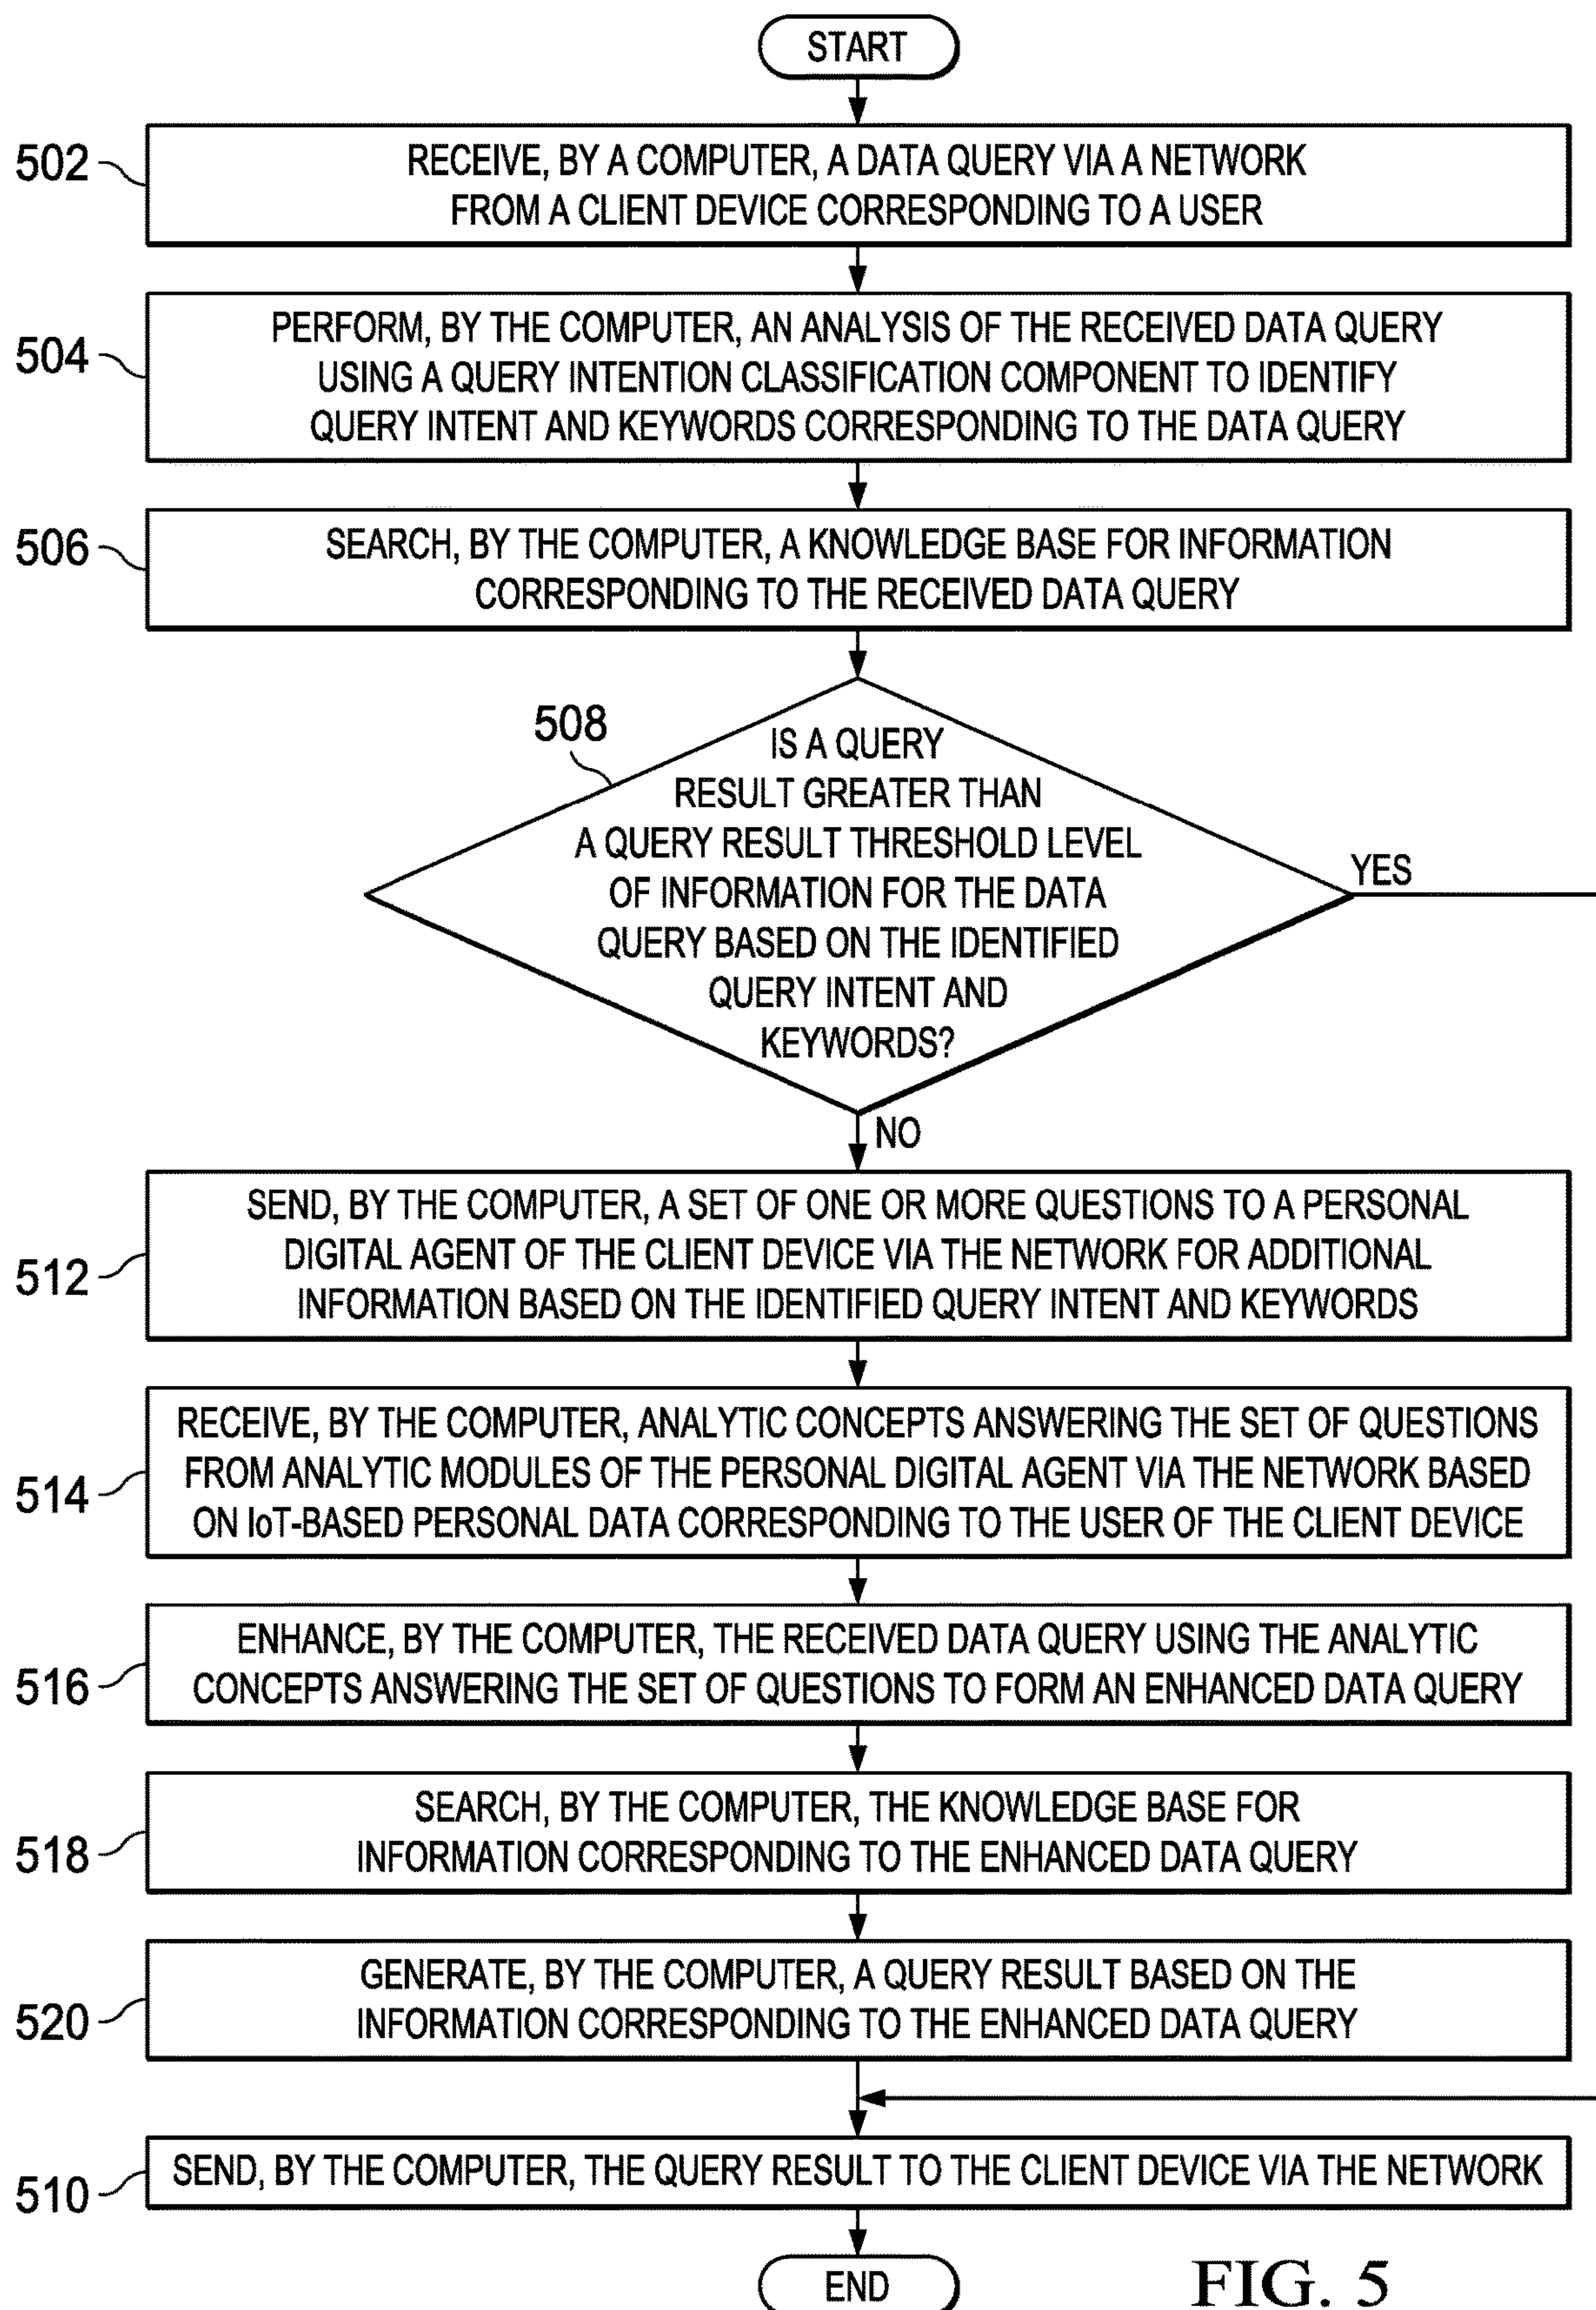 START
502
RECEIVE, BY A COMPUTER, A DATA QUERY VIA A NETWORK
FROM A CLIENT DEVICE CORRESPONDING TO A USER
504
PERFORM, BY THE COMPUTER, AN ANALYSIS OF THE RECEIVED DATA QUERY
USING A QUERY INTENTION CLASSIFICATION COMPONENT TO IDENTIFY
QUERY INTENT AND KEYWORDS CORRESPONDING TO THE DATA QUERY
506
SEARCH, BY THE COMPUTER, A KNOWLEDGE BASE FOR INFORMATION
CORRESPONDING TO THE RECEIVED DATA QUERY
508
IS A QUERY
RESULT GREATER THAN
A QUERY RESULT THRESHOLD LEVEL
OF INFORMATION FOR THE DATA
QUERY BASED ON THE IDENTIFIED
QUERY INTENT AND
KEYWORDS?
YES
NO
512
SEND, BY THE COMPUTER, A SET OF ONE OR MORE QUESTIONS TO A PERSONAL
DIGITAL AGENT OF THE CLIENT DEVICE VIA THE NETWORK FOR ADDITIONAL
INFORMATION BASED ON THE IDENTIFIED QUERY INTENT AND KEYWORDS
514
RECEIVE, BY THE COMPUTER, ANALYTIC CONCEPTS ANSWERING THE SET OF QUESTIONS
FROM ANALYTIC MODULES OF THE PERSONAL DIGITAL AGENT VIA THE NETWORK BASED
ON IoT-BASED PERSONAL DATA CORRESPONDING TO THE USER OF THE CLIENT DEVICE
516
ENHANCE, BY THE COMPUTER, THE RECEIVED DATA QUERY USING THE ANALYTIC
CONCEPTS ANSWERING THE SET OF QUESTIONS TO FORM AN ENHANCED DATA QUERY
518
SEARCH, BY THE COMPUTER, THE KNOWLEDGE BASE FOR
INFORMATION CORRESPONDING TO THE ENHANCED DATA QUERY
520
GENERATE, BY THE COMPUTER, A QUERY RESULT BASED ON THE
INFORMATION CORRESPONDING TO THE ENHANCED DATA QUERY
510
SEND, BY THE COMPUTER, THE QUERY RESULT TO THE CLIENT DEVICE VIA THE NETWORK
END
FIG. 5